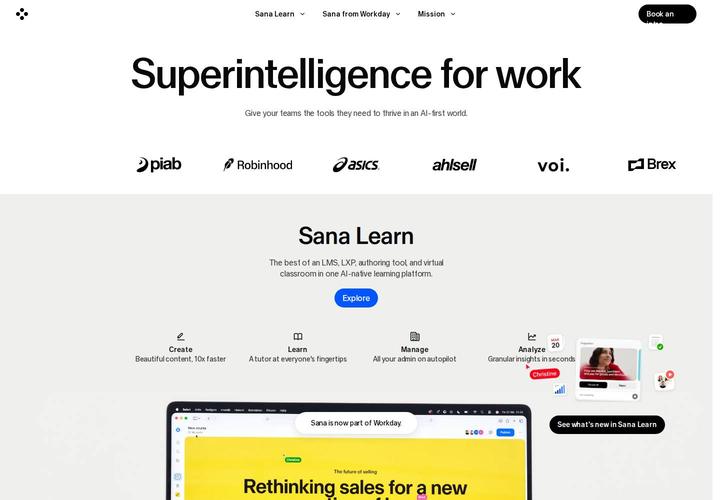 Sana Learn
Sana from Workday
Mission
Book an
Superintelligence for work
Give your teams the tools they need to thrive in an AI-first world.
piab
Robinhood
asics
ahlsell
voi.
Brex
Sana Learn
The best of an LMS, LXP, authoring tool, and virtual
classroom in one AI-native learning platform.
Explore
Create
Beautiful content, 10x faster
Learn
A tutor at everyone's fingertips
Manage
All your admin on autopilot
Analyze
Granular insights in seconds
20
Christine
See what's new in Sana Learn
Sana is now part of Workday.
Publish
The future of selling
Rethinking sales for a new